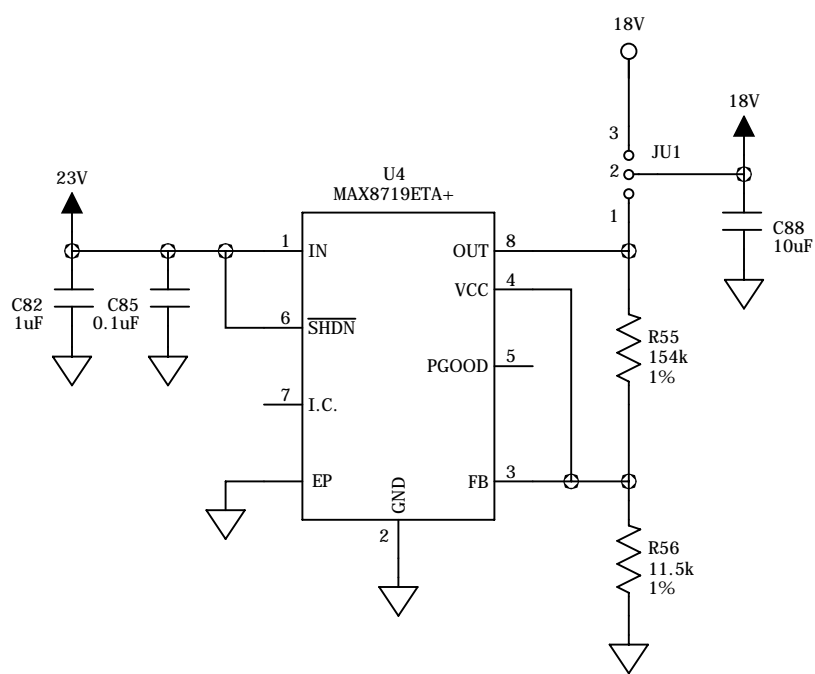 18V
3
JU1
2
1
18V
C88
10uF
U4
MAX8719ETA+
23V
C82
1uF
C85
0.1uF
1
IN
6
SHDN
7
I.C.
EP
GND
2
OUT
8
VCC
4
PGOOD
5
FB
3
R55
154k
1%
R56
11.5k
1%